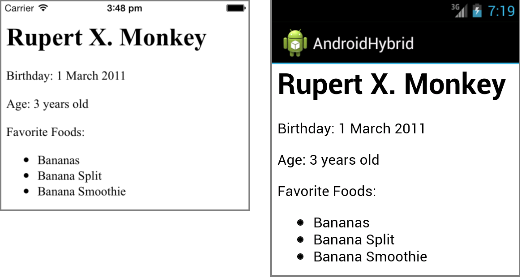 Carrier 3:48 pm
Rupert X. Monkey
Birthday: 1 March 2011
Age: 3 years old
Favorite Foods:
Bananas
Banana Split
Banana Smoothie
3G 7:19
AndroidHybrid
Rupert X. Monkey
Birthday: 1 March 2011
Age: 3 years old
Favorite Foods:
Bananas
Banana Split
Banana Smoothie